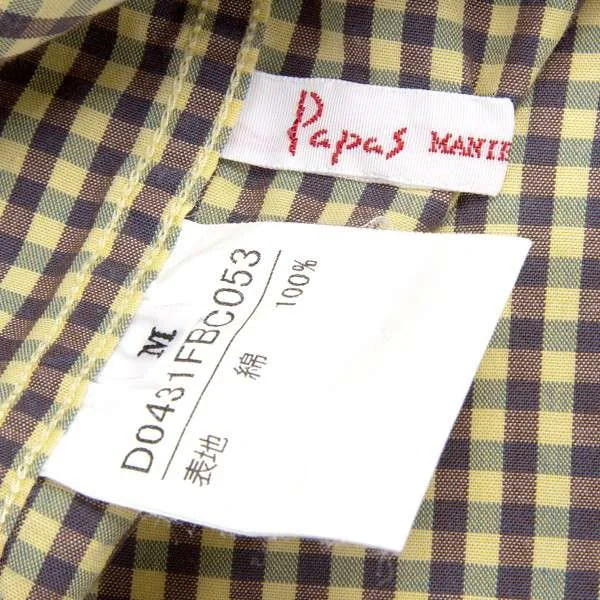 Papas MANIE
M
D0431FBC053
表地 綿 100%